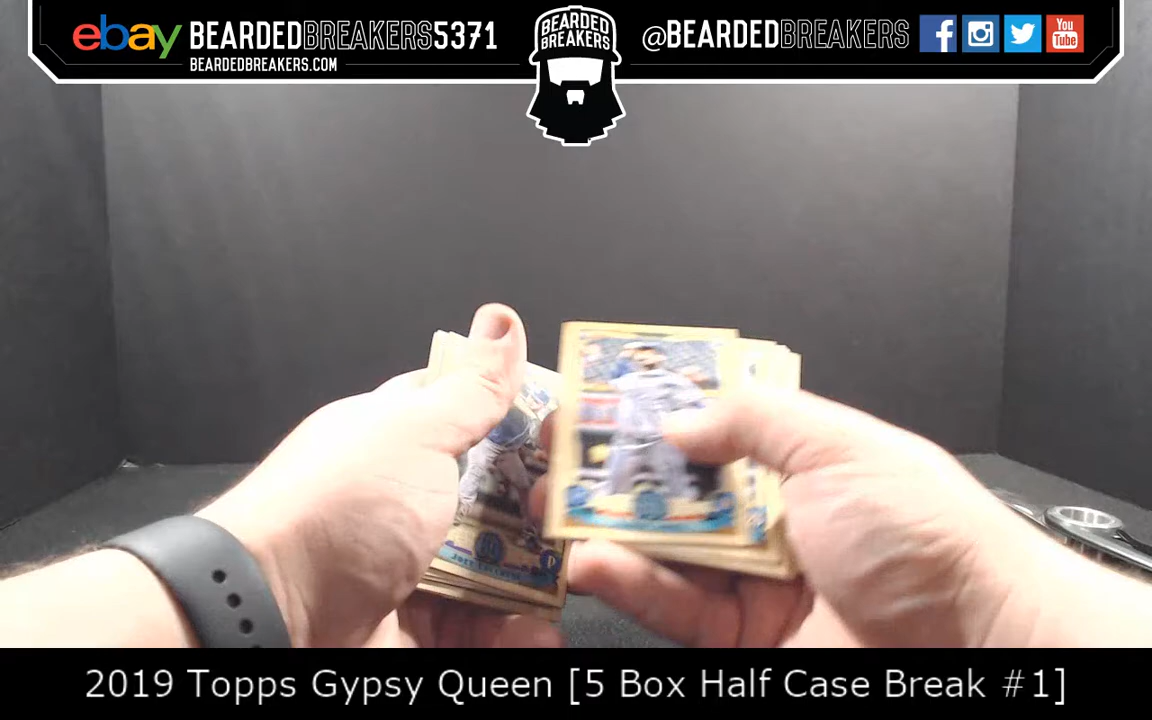 ebay BEARDEDBREAKERS5371
BEARDEDBREAKERS.COM
BEARDED
BREAKERS
@BEARDEDBREAKERS
You
Tube
2019 Topps Gypsy Queen [5 Box Half Case Break #1]